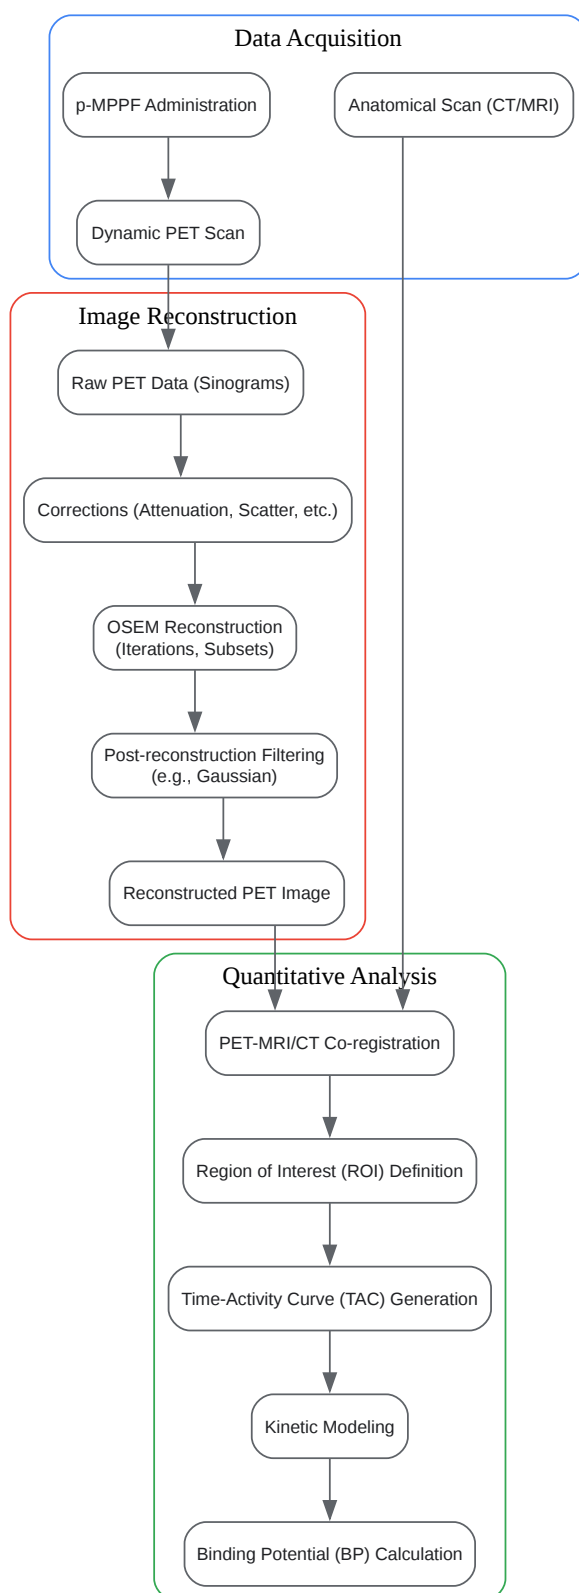 Data Acquisition
p-MPPF Administration
Anatomical Scan (CT/MRI)
Dynamic PET Scan
Image Reconstruction
Raw PET Data (Sinograms)
Corrections (Attenuation, Scatter, etc.)
OSEM Reconstruction
(Iterations, Subsets)
Post-reconstruction Filtering
(e.g., Gaussian)
Reconstructed PET Image
Quantitative Analysis
PET-MRI/CT Co-registration
Region of Interest (ROI) Definition
Time-Activity Curve (TAC) Generation
Kinetic Modeling
Binding Potential (BP) Calculation